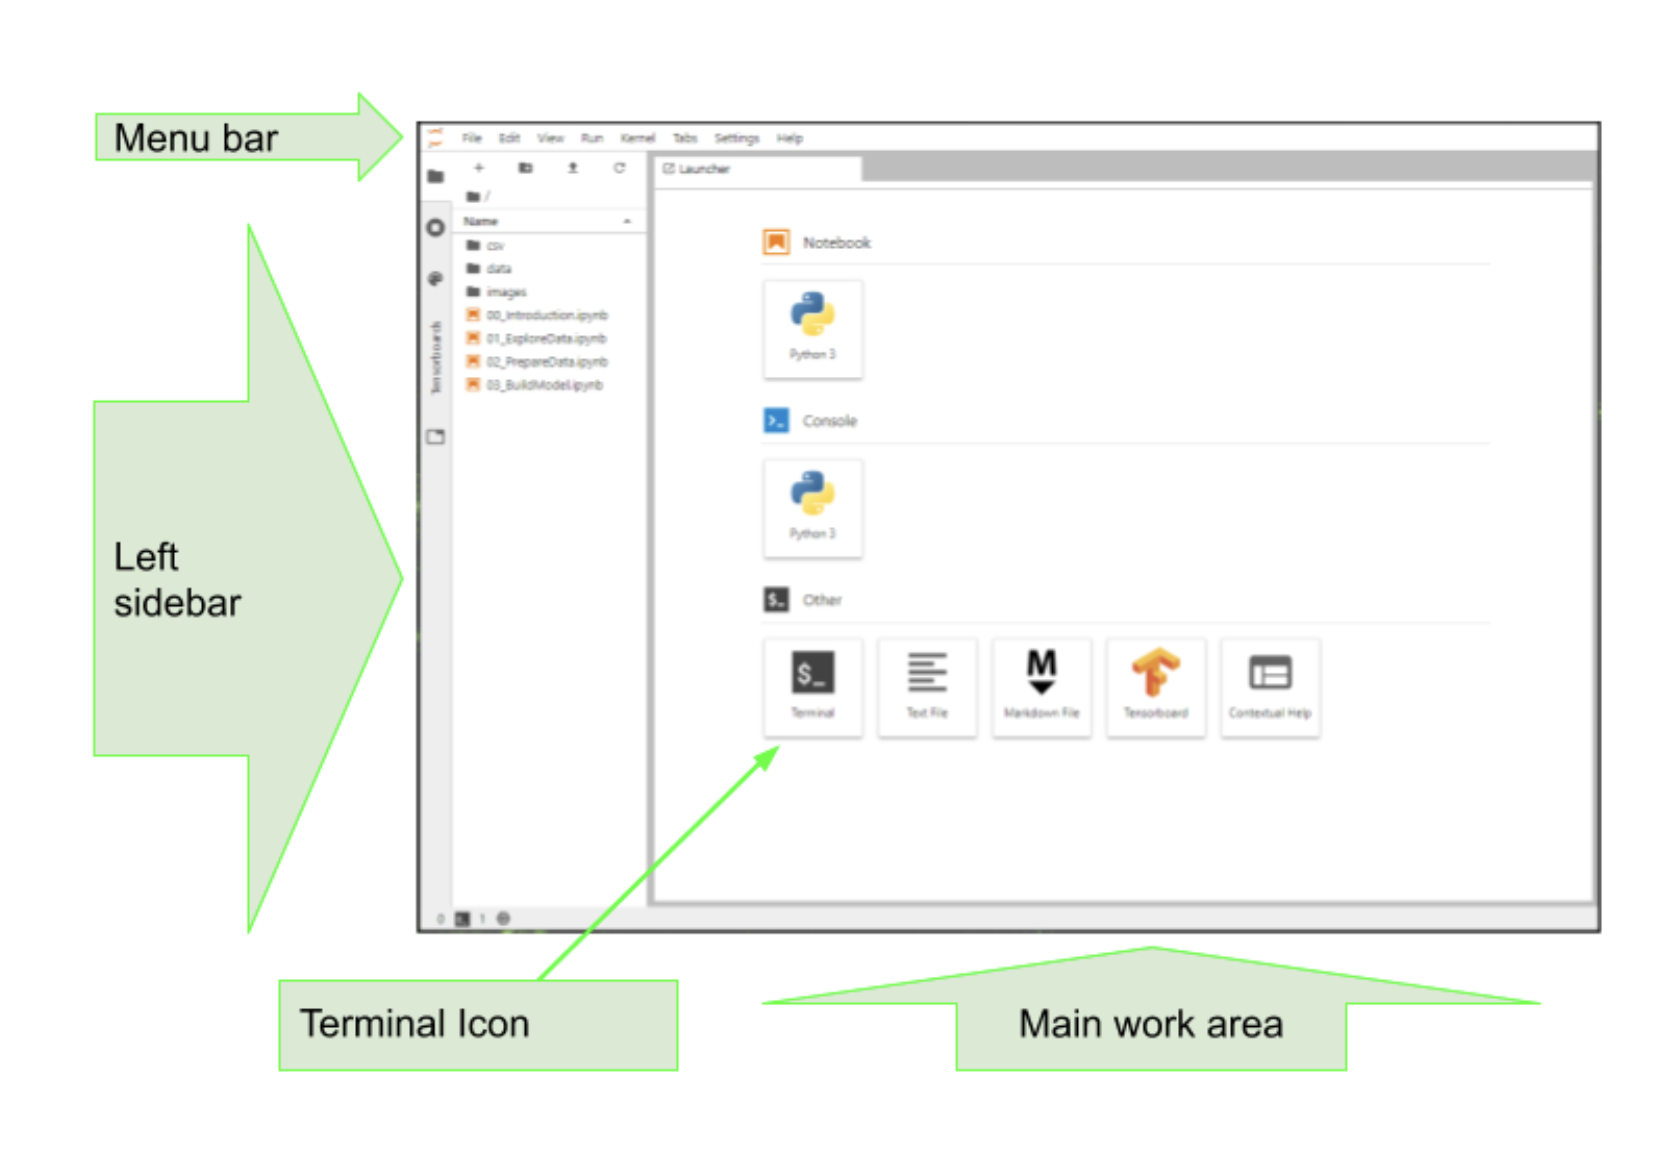 Menu bar
File Edit View Run Kernel Tabs Settings Help
Launcher
/
Name
csv
data
images
00_Introduction.ipynb
01_ExploreData.ipynb
02_PrepareData.ipynb
03_BuildModel.ipynb
Tensorboard
Notebook
Python 3
Console
Python 3
$_ Other
$_
Terminal
Text File
M
Markdown File
Tensorboard
Contextual Help
0
1
Left
sidebar
Terminal Icon
Main work area